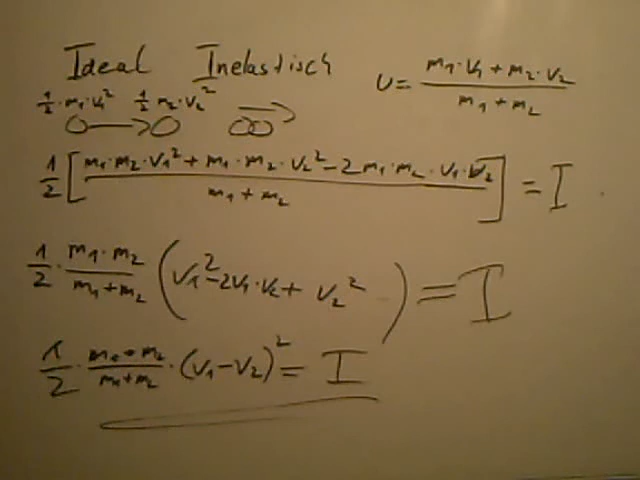 Ideal Inelastisch
u = (m₁·v₁ + m₂·v₂) / (m₁ + m₂)
½·m₁·v₁² ½ m₂·v₂²
½ [ (m₁·m₂·v₁² + m₁·m₂·v₂² − 2m₁·m₂·v₁·v₂) / (m₁ + m₂) ] = I
½ · (m₁·m₂) / (m₁+m₂) (v₁² − 2v₁·v₂ + v₂²) = I
½ · (m₁·m₂) / (m₁+m₂) · (v₁ − v₂)² = I